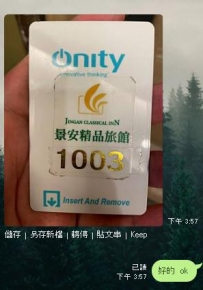 onity
innovative thinking
JINGAN CLASSICAL INN
景安精品旅館
1003
Insert And Remove
下午 3:57
儲存 | 另存新檔 | 轉傳 | 貼文串 | Keep
已讀
下午 3:57
好的 ok